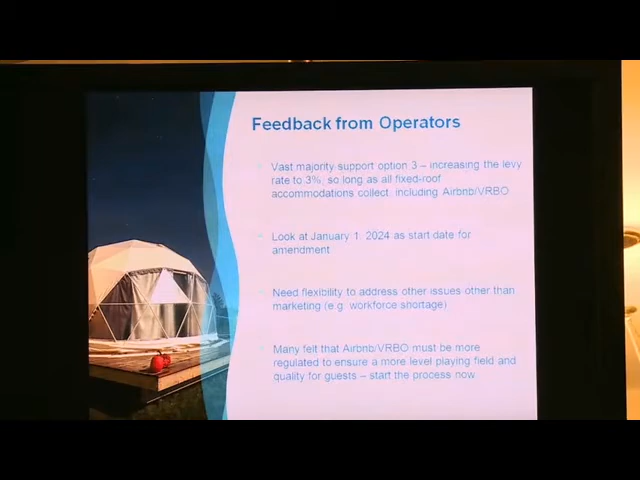 Feedback from Operators
Vast majority support option 3 – increasing the levy
rate to 3%, so long as all fixed-roof
accommodations collect, including Airbnb/VRBO
Look at January 1, 2024 as start date for
amendment
Need flexibility to address other issues other than
marketing (e.g. workforce shortage)
Many felt that Airbnb/VRBO must be more
regulated to ensure a more level playing field and
quality for guests – start the process now